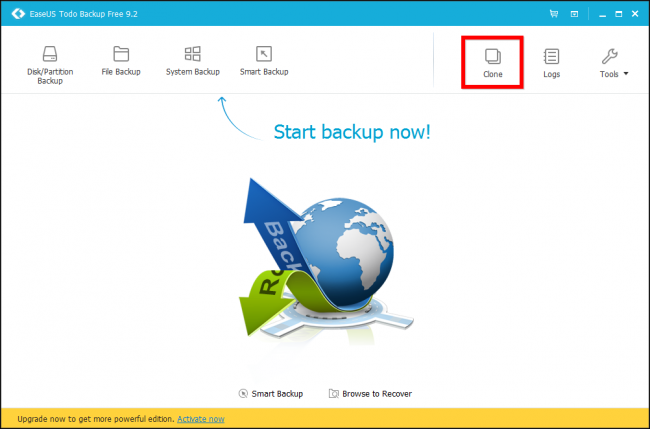 EaseUS Todo Backup Free 9.2
Disk/Partition
Backup
File Backup
System Backup
Smart Backup
Clone
Logs
Tools
Start backup now!
Back
Re
Smart Backup
Browse to Recover
Upgrade now to get more powerful edition. Activate now